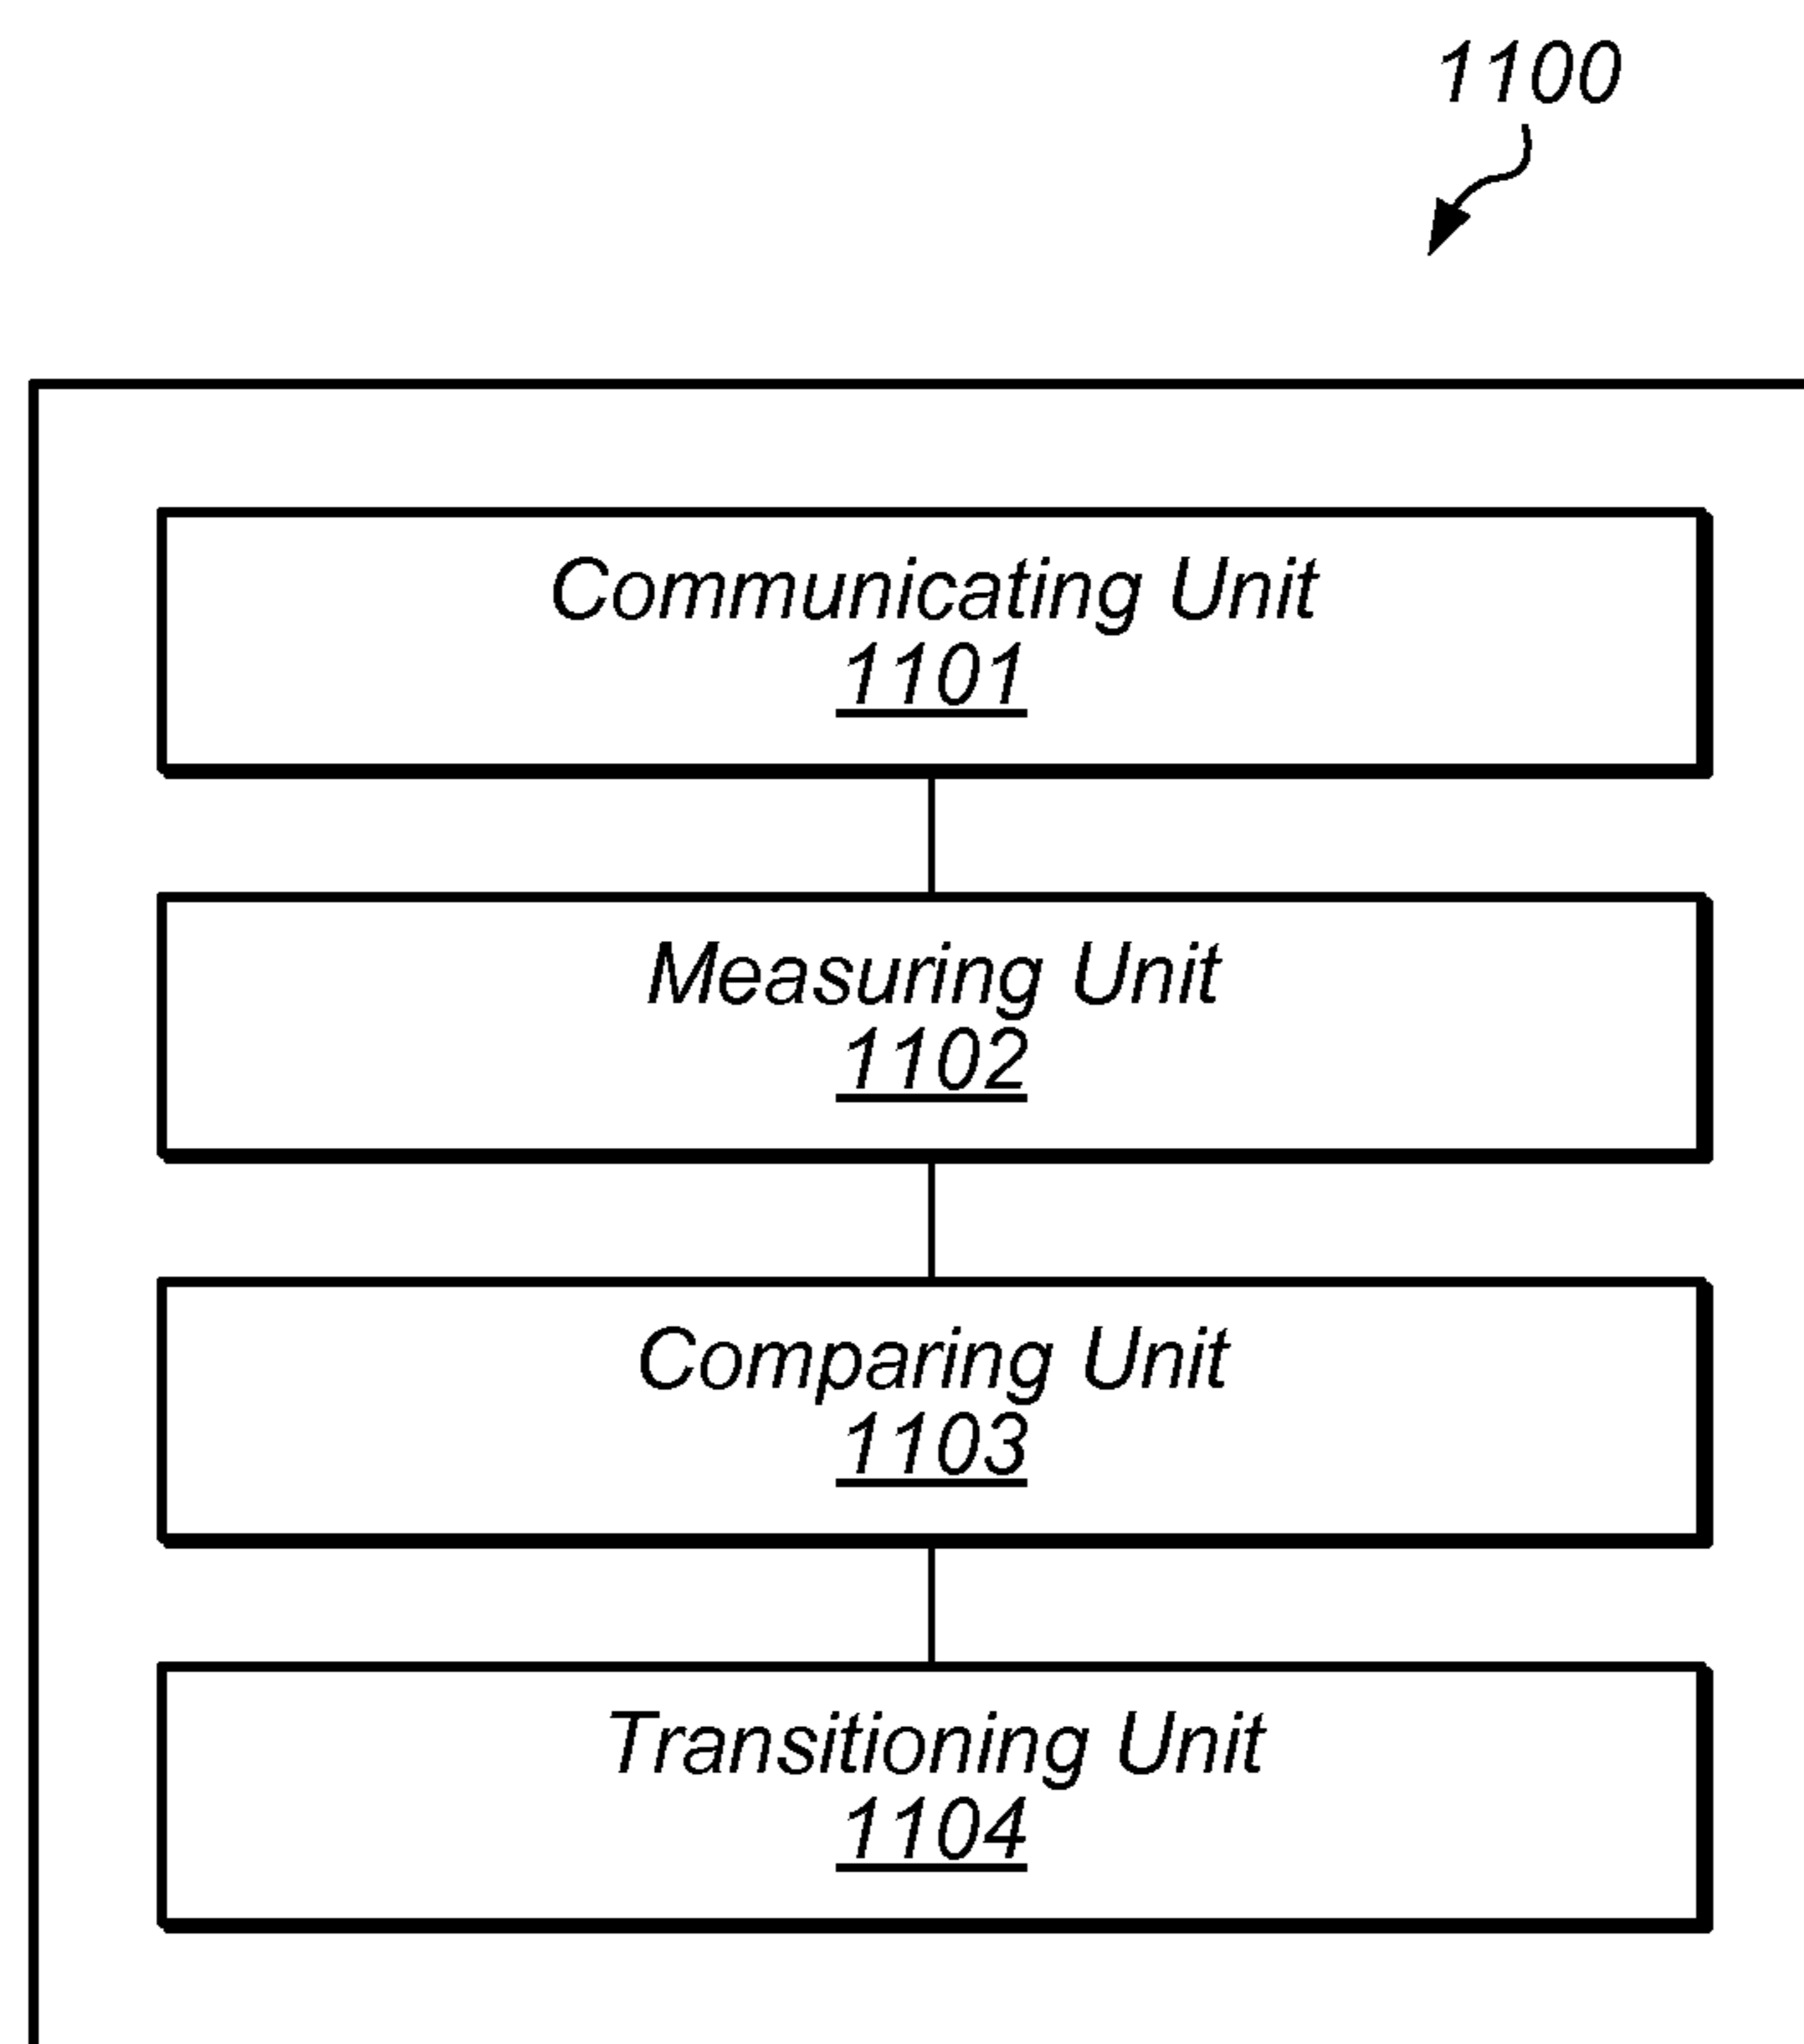 1100
Communicating Unit
1101
Measuring Unit
1102
Comparing Unit
1103
Transitioning Unit
1104